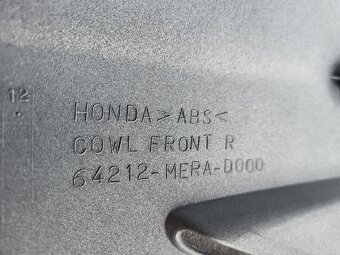 12
HONDA >ABS<
COWL FRONT R
64212-MERA-D000